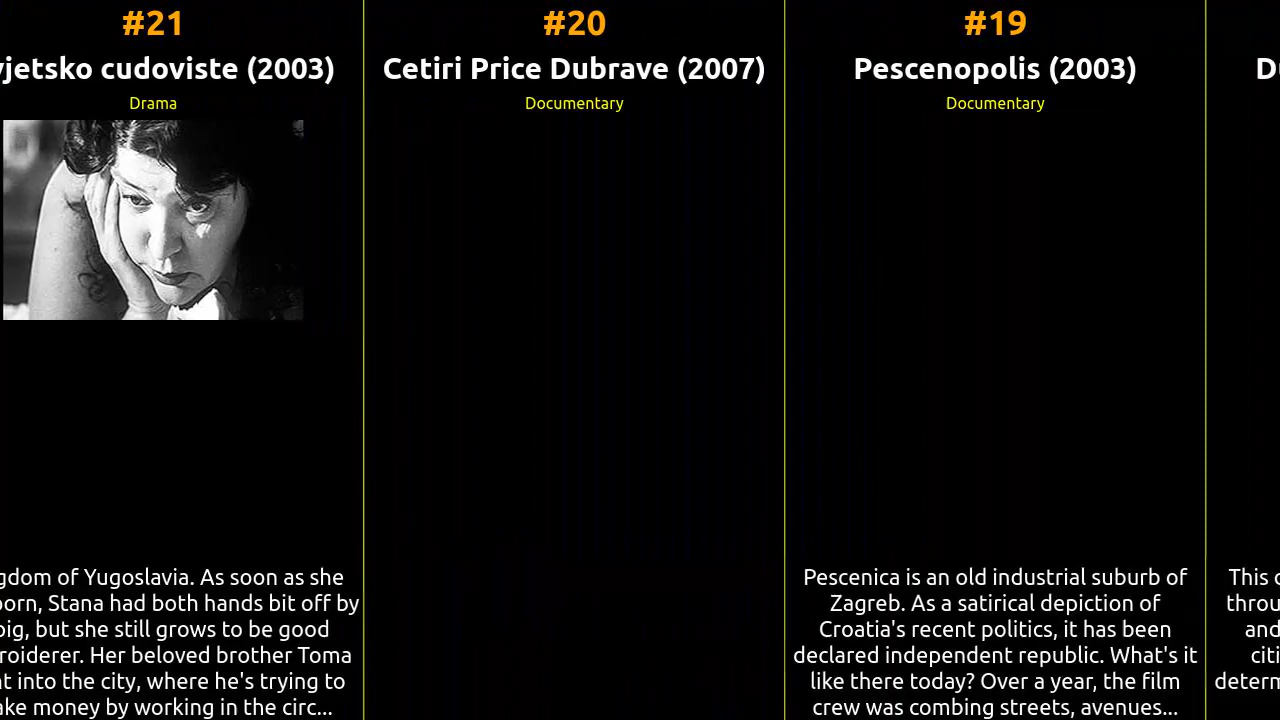 #21
vjetsko cudoviste (2003)
Drama
gdom of Yugoslavia. As soon as she
born, Stana had both hands bit off by
pig, but she still grows to be good
roiderer. Her beloved brother Toma
nt into the city, where he's trying to
ake money by working in the circ...
#20
Cetiri Price Dubrave (2007)
Documentary
#19
Pescenopolis (2003)
Documentary
Pescenica is an old industrial suburb of
Zagreb. As a satirical depiction of
Croatia's recent politics, it has been
declared independent republic. What's it
like there today? Over a year, the film
crew was combing streets, avenues...
This
throu
and
citi
determ